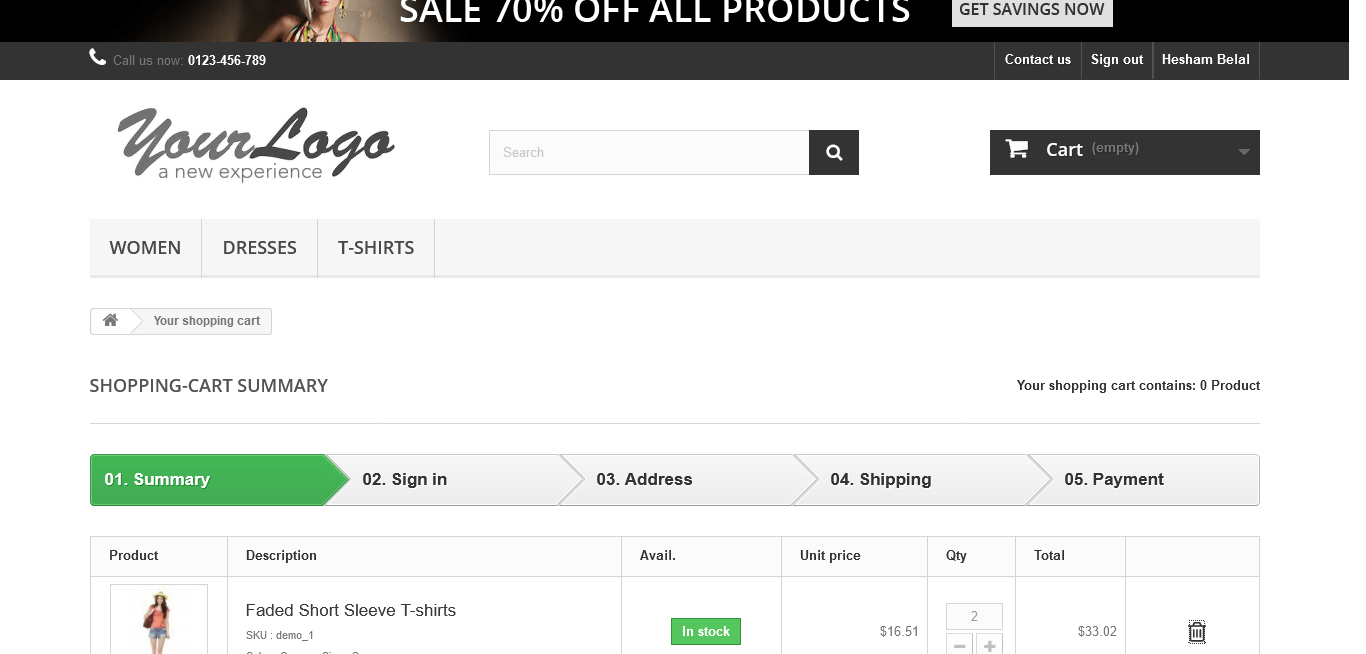 SALE 70% OFF ALL PRODUCTS
GET SAVINGS NOW
Call us now: 0123-456-789
Contact us
Sign out
Hesham Belal
YourLogo
a new experience
Search
Cart (empty)
WOMEN
DRESSES
T-SHIRTS
Your shopping cart
SHOPPING-CART SUMMARY
Your shopping cart contains: 0 Product
01. Summary
02. Sign in
03. Address
04. Shipping
05. Payment
Product
Description
Avail.
Unit price
Qty
Total
Faded Short Sleeve T-shirts
SKU : demo_1
In stock
$16.51
2
$33.02